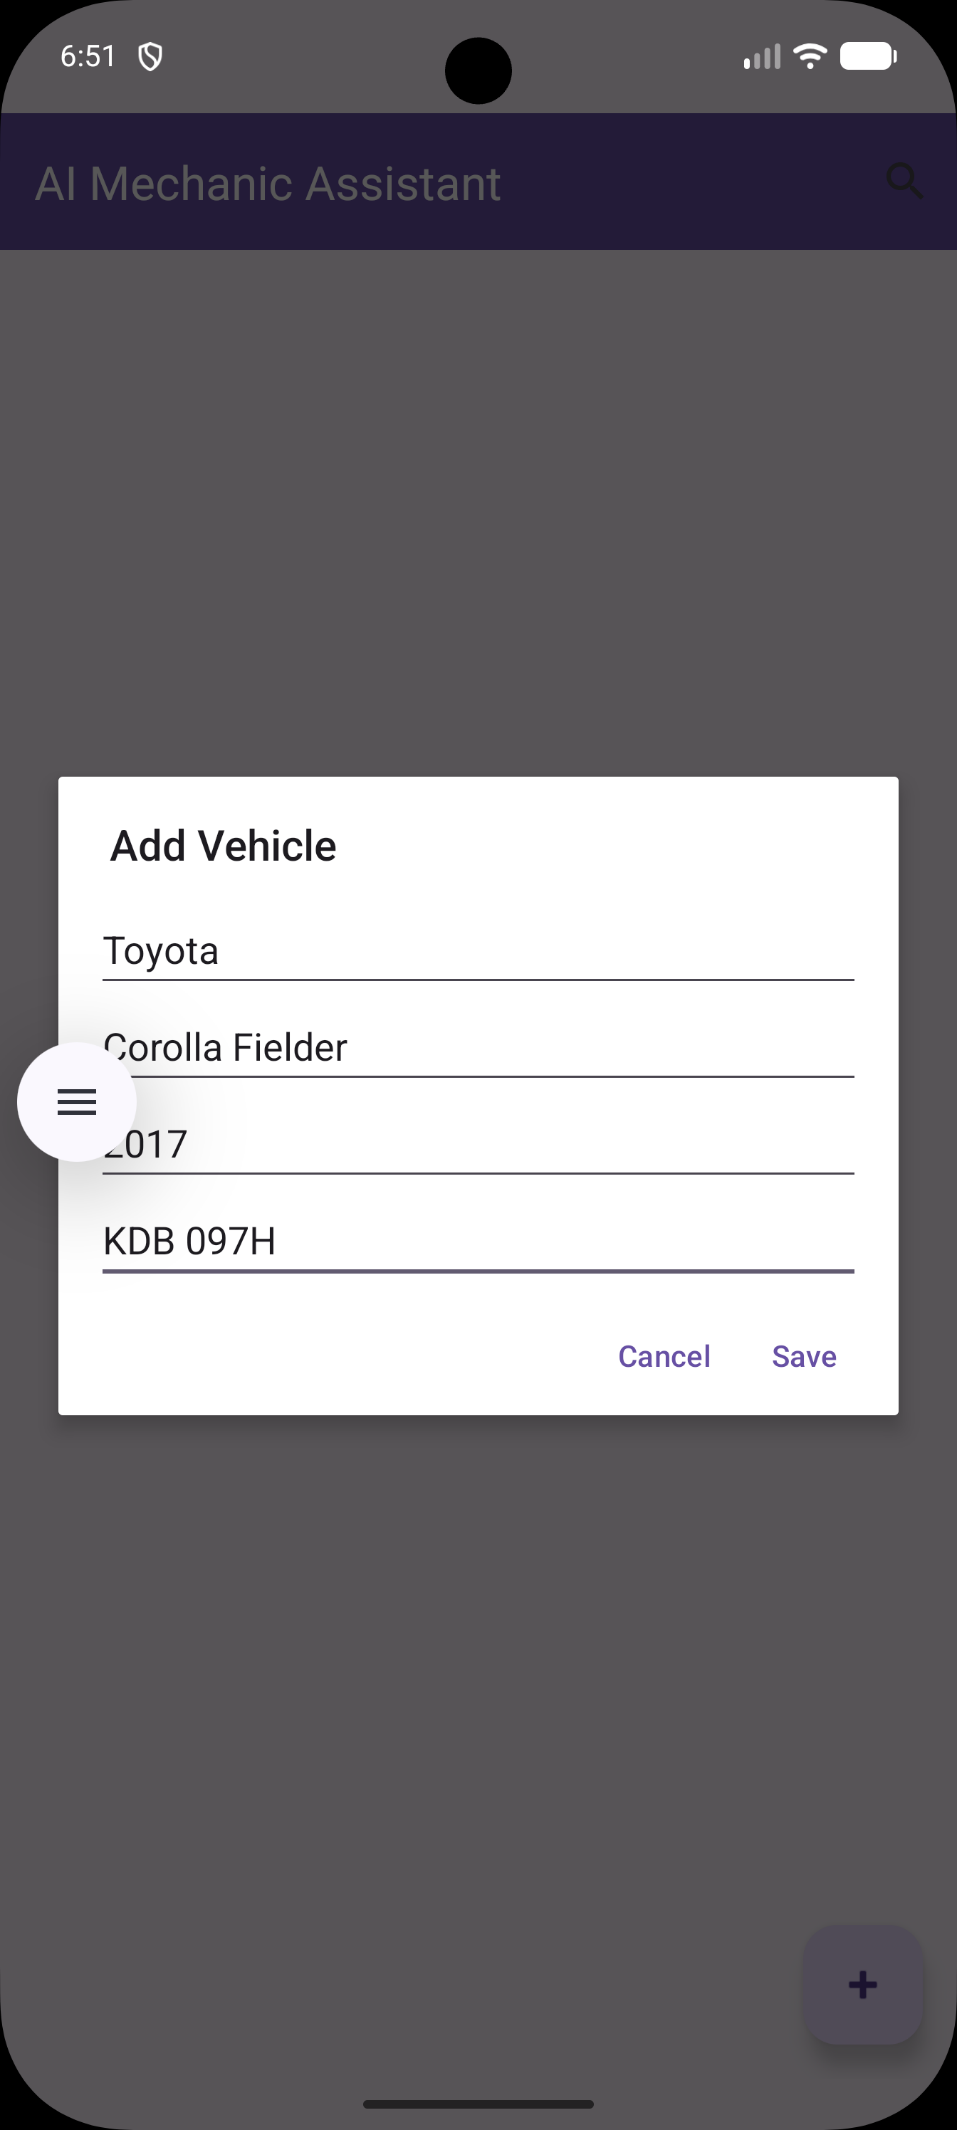 6:51
AI Mechanic Assistant
Add Vehicle
Toyota
Corolla Fielder
2017
KDB 097H
Cancel Save